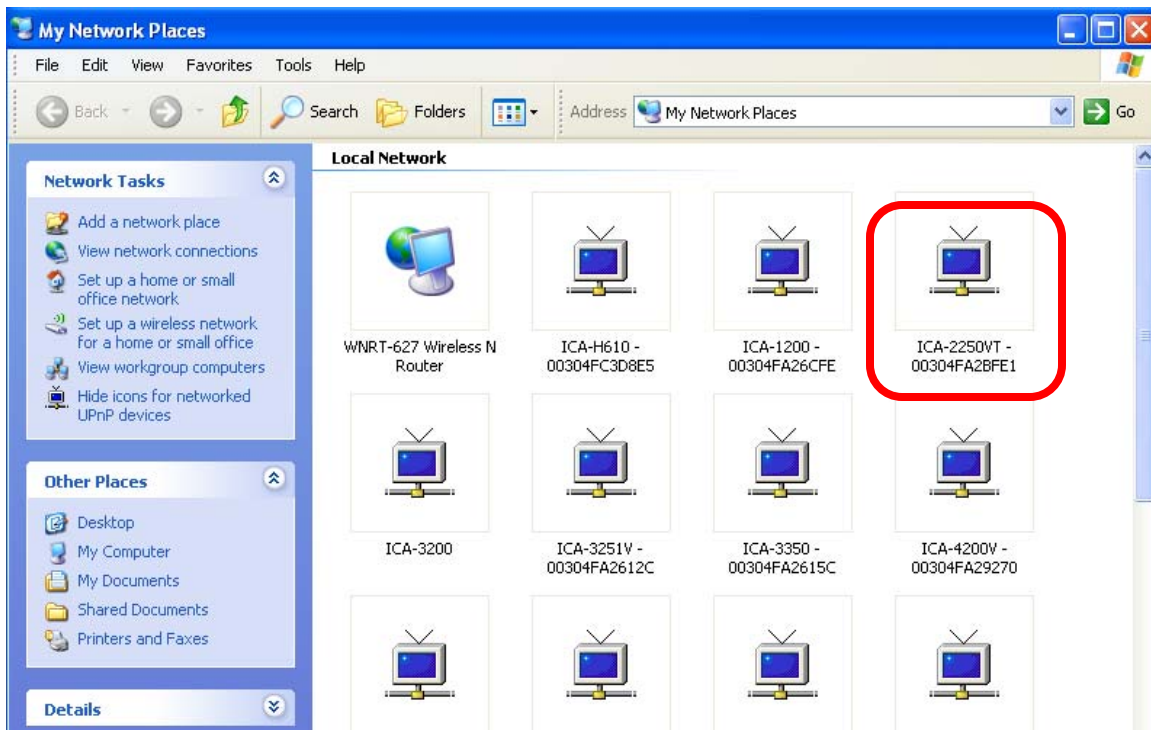 My Network Places
File Edit View Favorites Tools Help
Back Search Folders Address My Network Places Go
Network Tasks
Add a network place
View network connections
Set up a home or small
office network
Set up a wireless network
for a home or small office
View workgroup computers
Hide icons for networked
UPnP devices
Other Places
Desktop
My Computer
My Documents
Shared Documents
Printers and Faxes
Details
Local Network
WNRT-627 Wireless N
Router
ICA-H610 -
00304FC3D8E5
ICA-1200 -
00304FA26CFE
ICA-2250VT -
00304FA2BFE1
ICA-3200
ICA-3251V -
00304FA2612C
ICA-3350 -
00304FA2615C
ICA-4200V -
00304FA29270